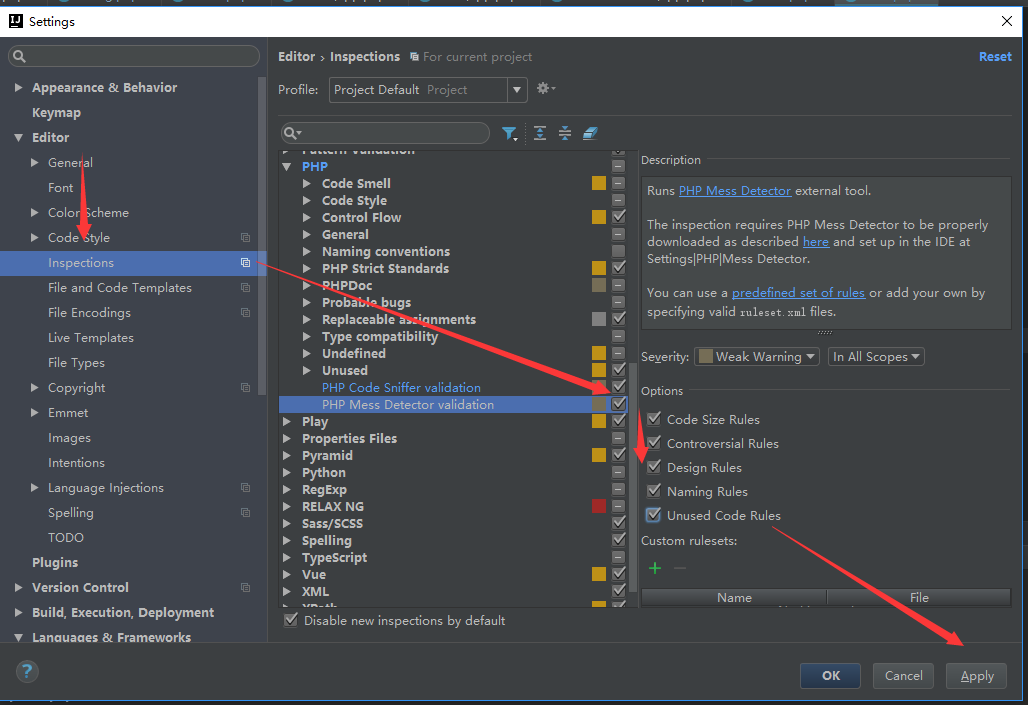 Settings
Appearance & Behavior
Keymap
Editor
General
Font
Color Scheme
Code Style
Inspections
File and Code Templates
File Encodings
Live Templates
File Types
Copyright
Emmet
Images
Intentions
Language Injections
Spelling
TODO
Plugins
Version Control
Build, Execution, Deployment
Languages & Frameworks
Editor › Inspections For current project
Reset
Profile: Project Default Project
Pattern Validation
PHP
Code Smell
Code Style
Control Flow
General
Naming conventions
PHP Strict Standards
PHPDoc
Probable bugs
Replaceable assignments
Type compatibility
Undefined
Unused
PHP Code Sniffer validation
PHP Mess Detector validation
Play
Properties Files
Pyramid
Python
RegExp
RELAX NG
Sass/SCSS
Spelling
TypeScript
Vue
XML
XPath
Disable new inspections by default
Description
Runs PHP Mess Detector external tool.
The inspection requires PHP Mess Detector to be properly
downloaded as described here and set up in the IDE at
Settings|PHP|Mess Detector.
You can use a predefined set of rules or add your own by
specifying valid ruleset.xml files.
Severity: Weak Warning In All Scopes
Options
Code Size Rules
Controversial Rules
Design Rules
Naming Rules
Unused Code Rules
Custom rulesets:
Name File
?
OK Cancel Apply